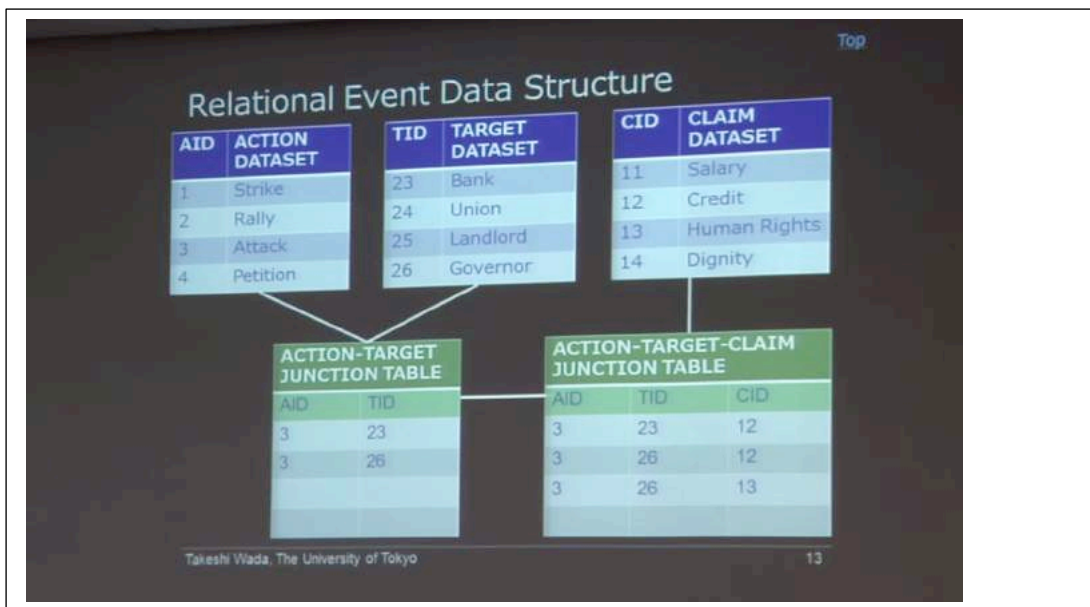 Top
Relational Event Data Structure
AID ACTION DATASET
1 Strike
2 Rally
3 Attack
4 Petition
TID TARGET DATASET
23 Bank
24 Union
25 Landlord
26 Governor
CID CLAIM DATASET
11 Salary
12 Credit
13 Human Rights
14 Dignity
ACTION-TARGET
JUNCTION TABLE
AID TID
3 23
3 26
ACTION-TARGET-CLAIM
JUNCTION TABLE
AID TID CID
3 23 12
3 26 12
3 26 13
Takeshi Wada, The University of Tokyo
13